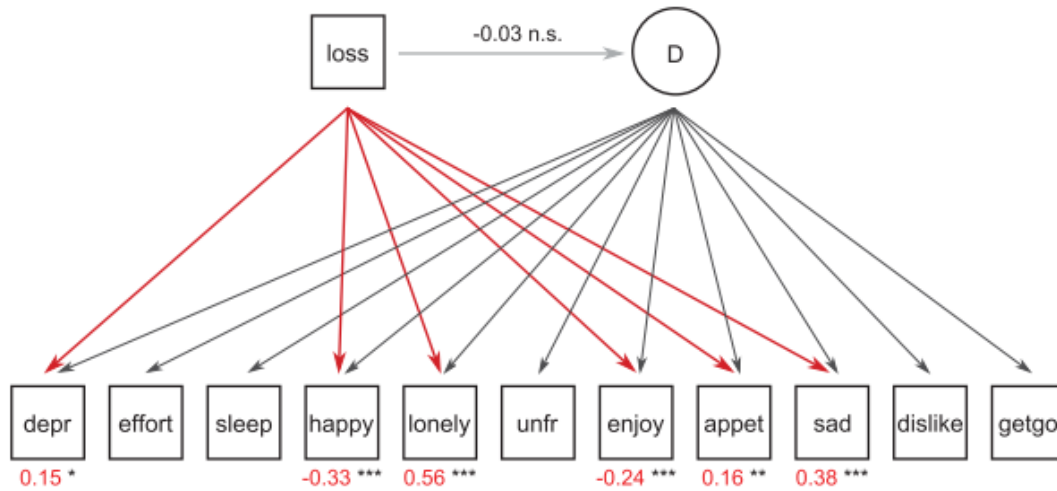 -0.03 n.s.
loss
D
depr effort sleep happy lonely unfr enjoy appet sad dislike getgo
0.15 * -0.33 *** 0.56 *** -0.24 *** 0.16 ** 0.38 ***